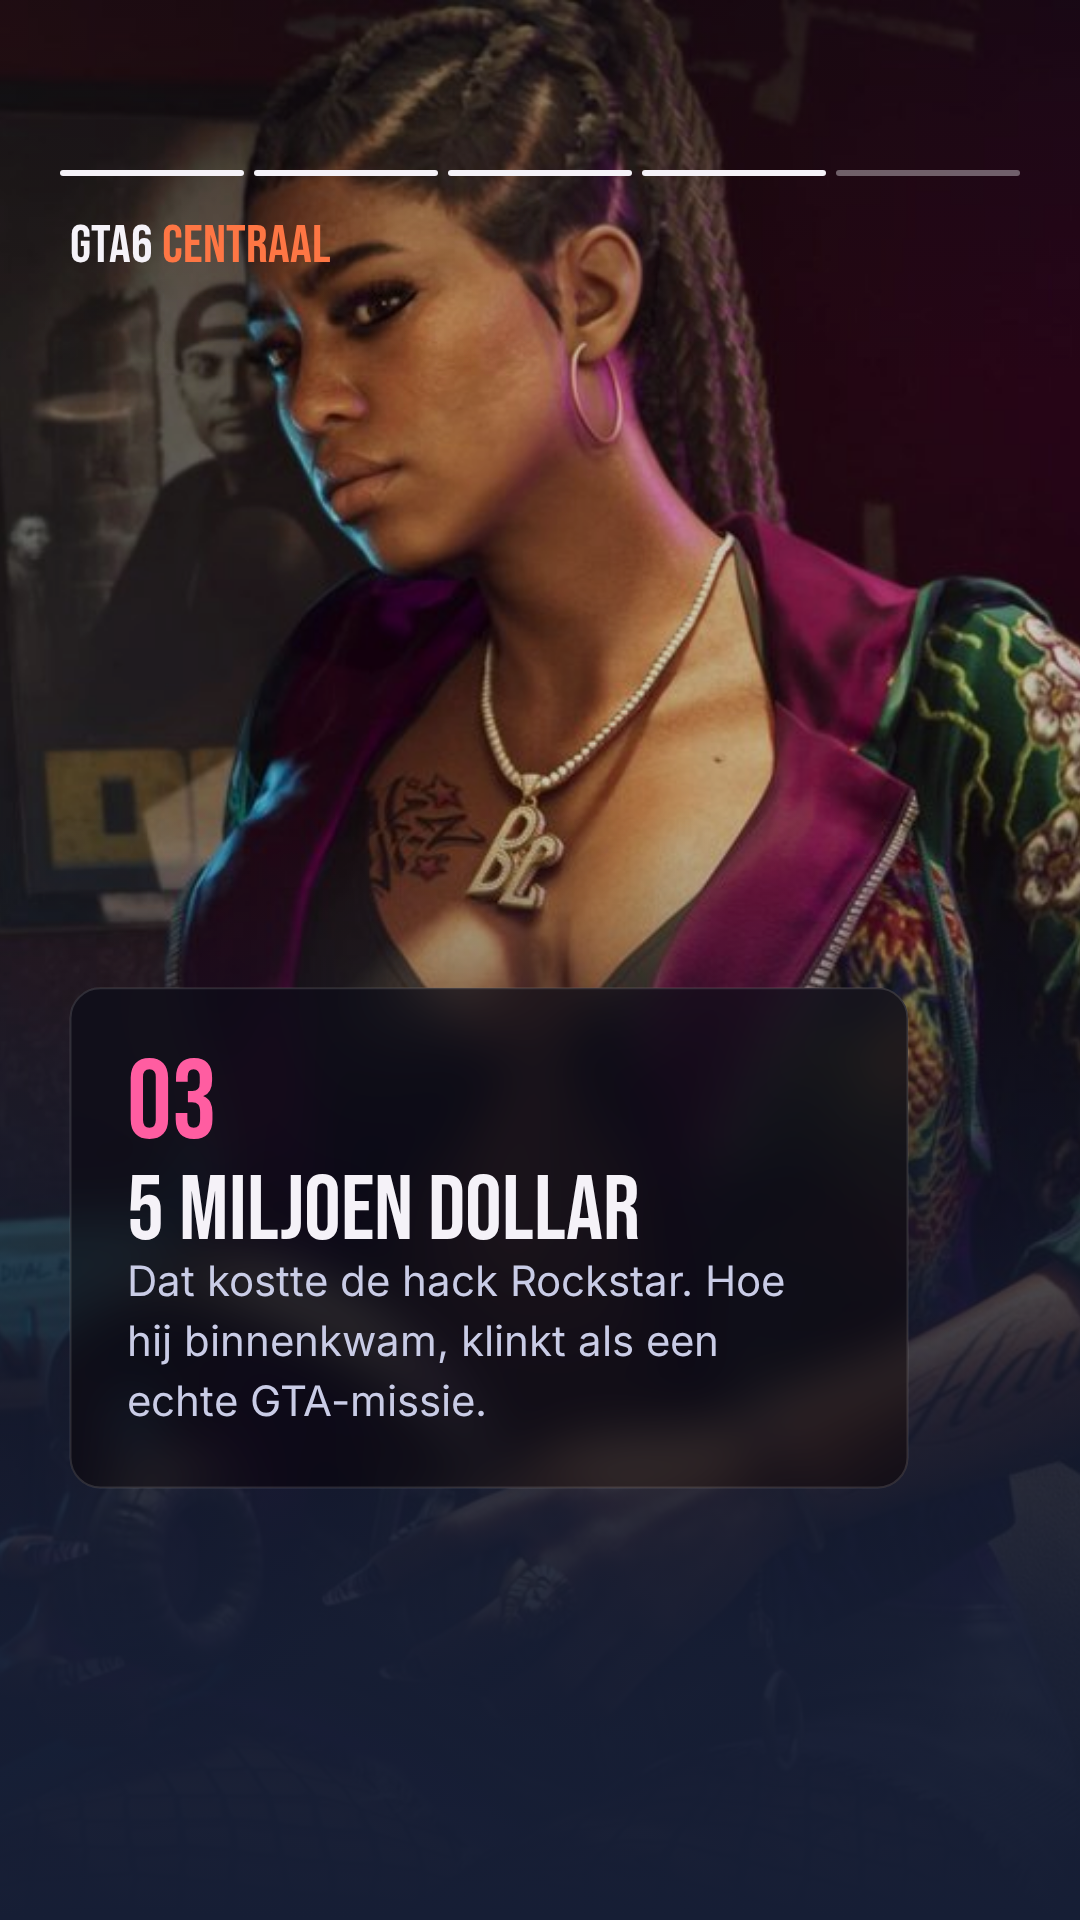 GTA6 CENTRAAL
BC
03
5 MILJOEN DOLLAR
Dat kostte de hack Rockstar. Hoe
hij binnenkwam, klinkt als een
echte GTA-missie.